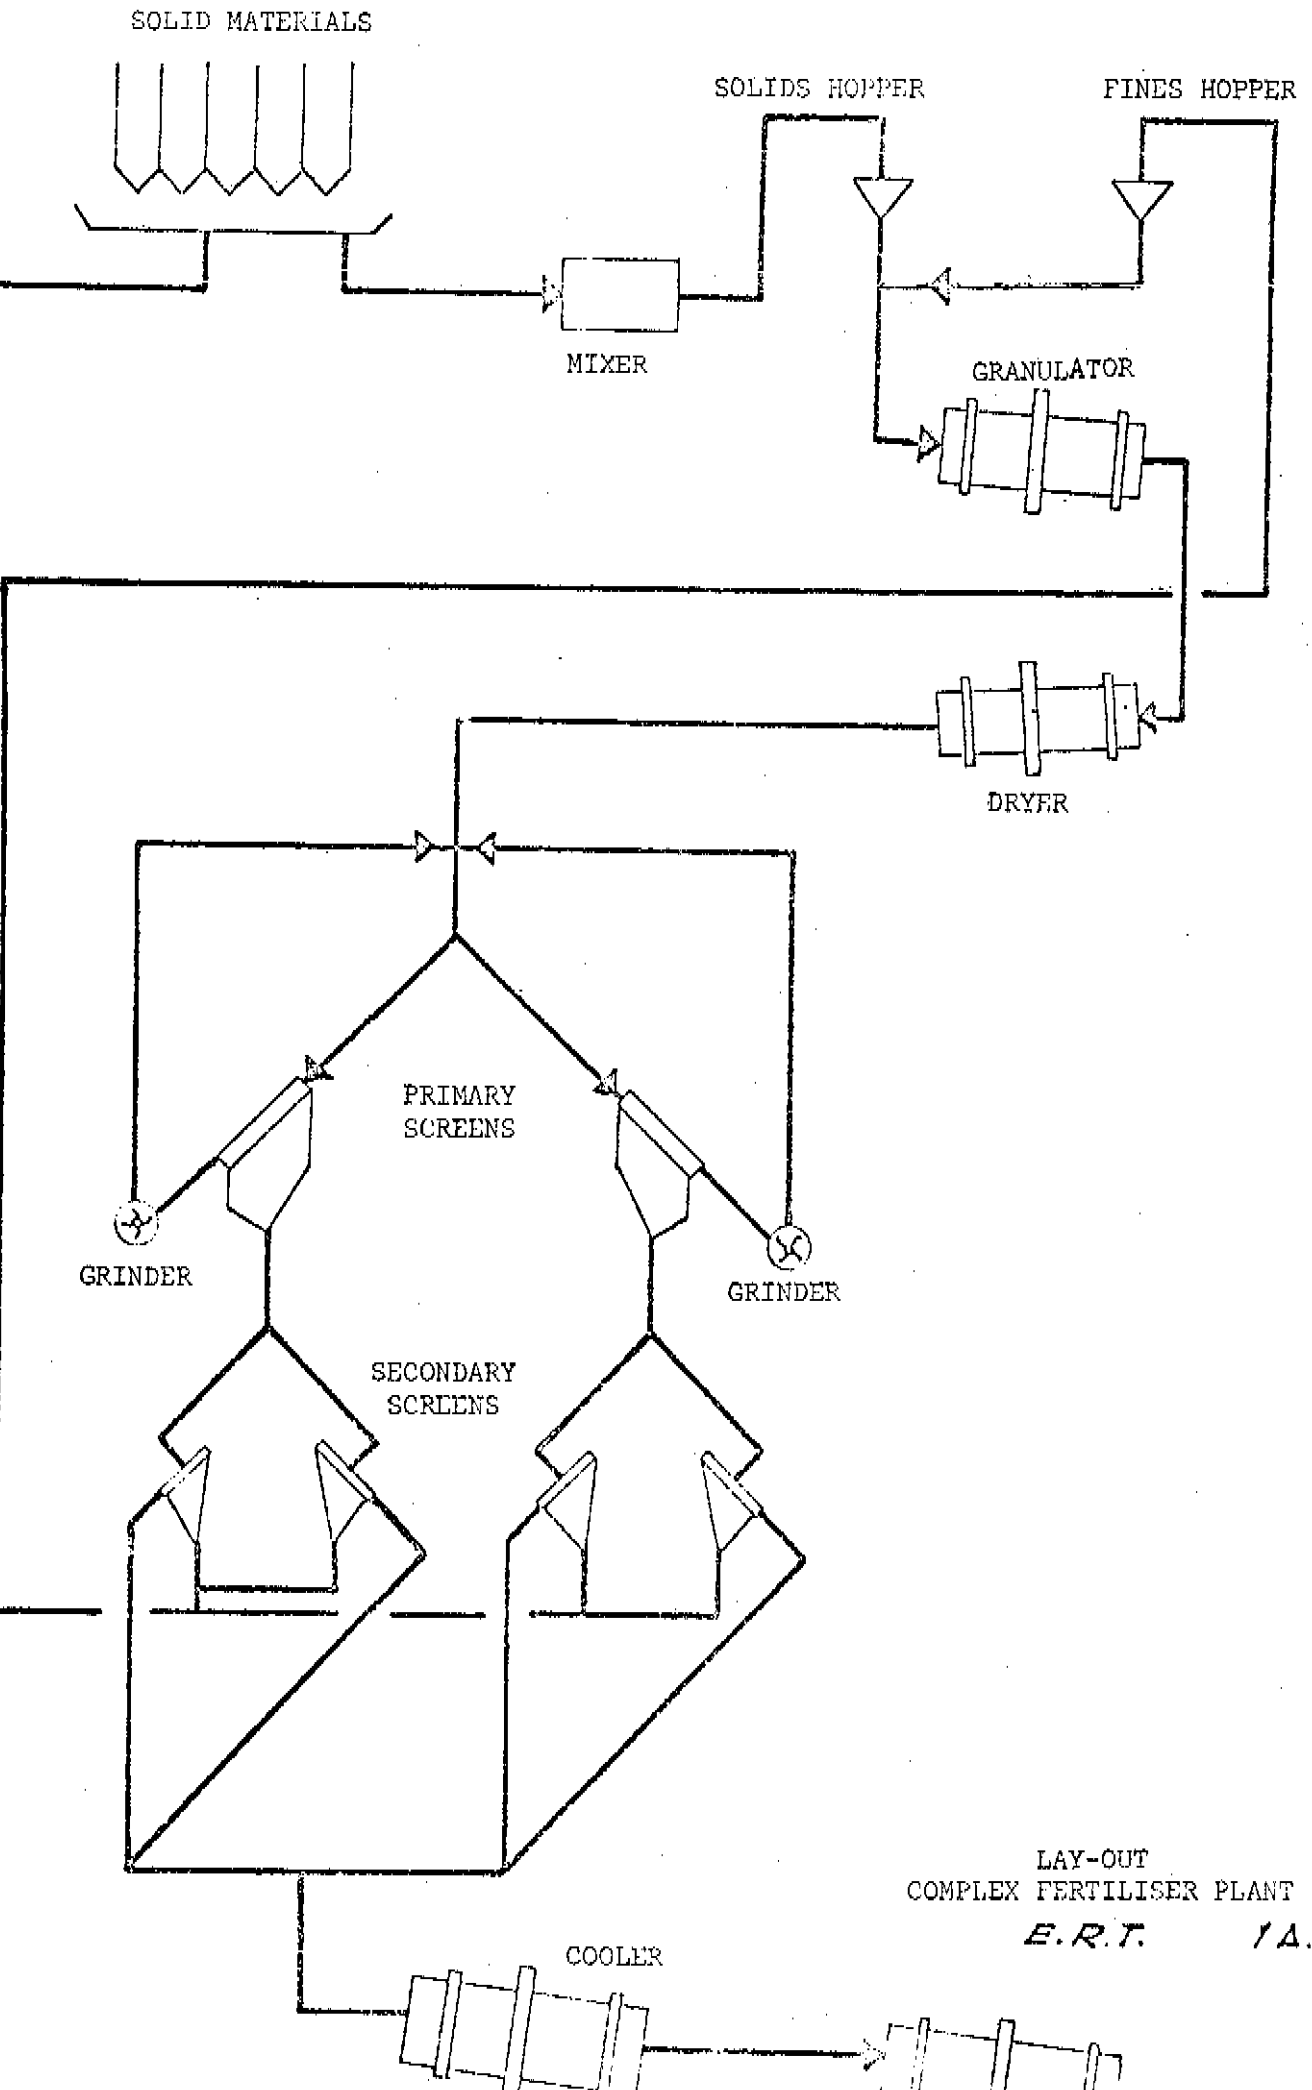 SOLID MATERIALS
SOLIDS HOPPER
FINES HOPPER
MIXER
GRANULATOR
DRYER
PRIMARY
SCREENS
GRINDER
GRINDER
SECONDARY
SCREENS
LAY-OUT
COMPLEX FERTILISER PLANT
E.R.T. 1A.
COOLER